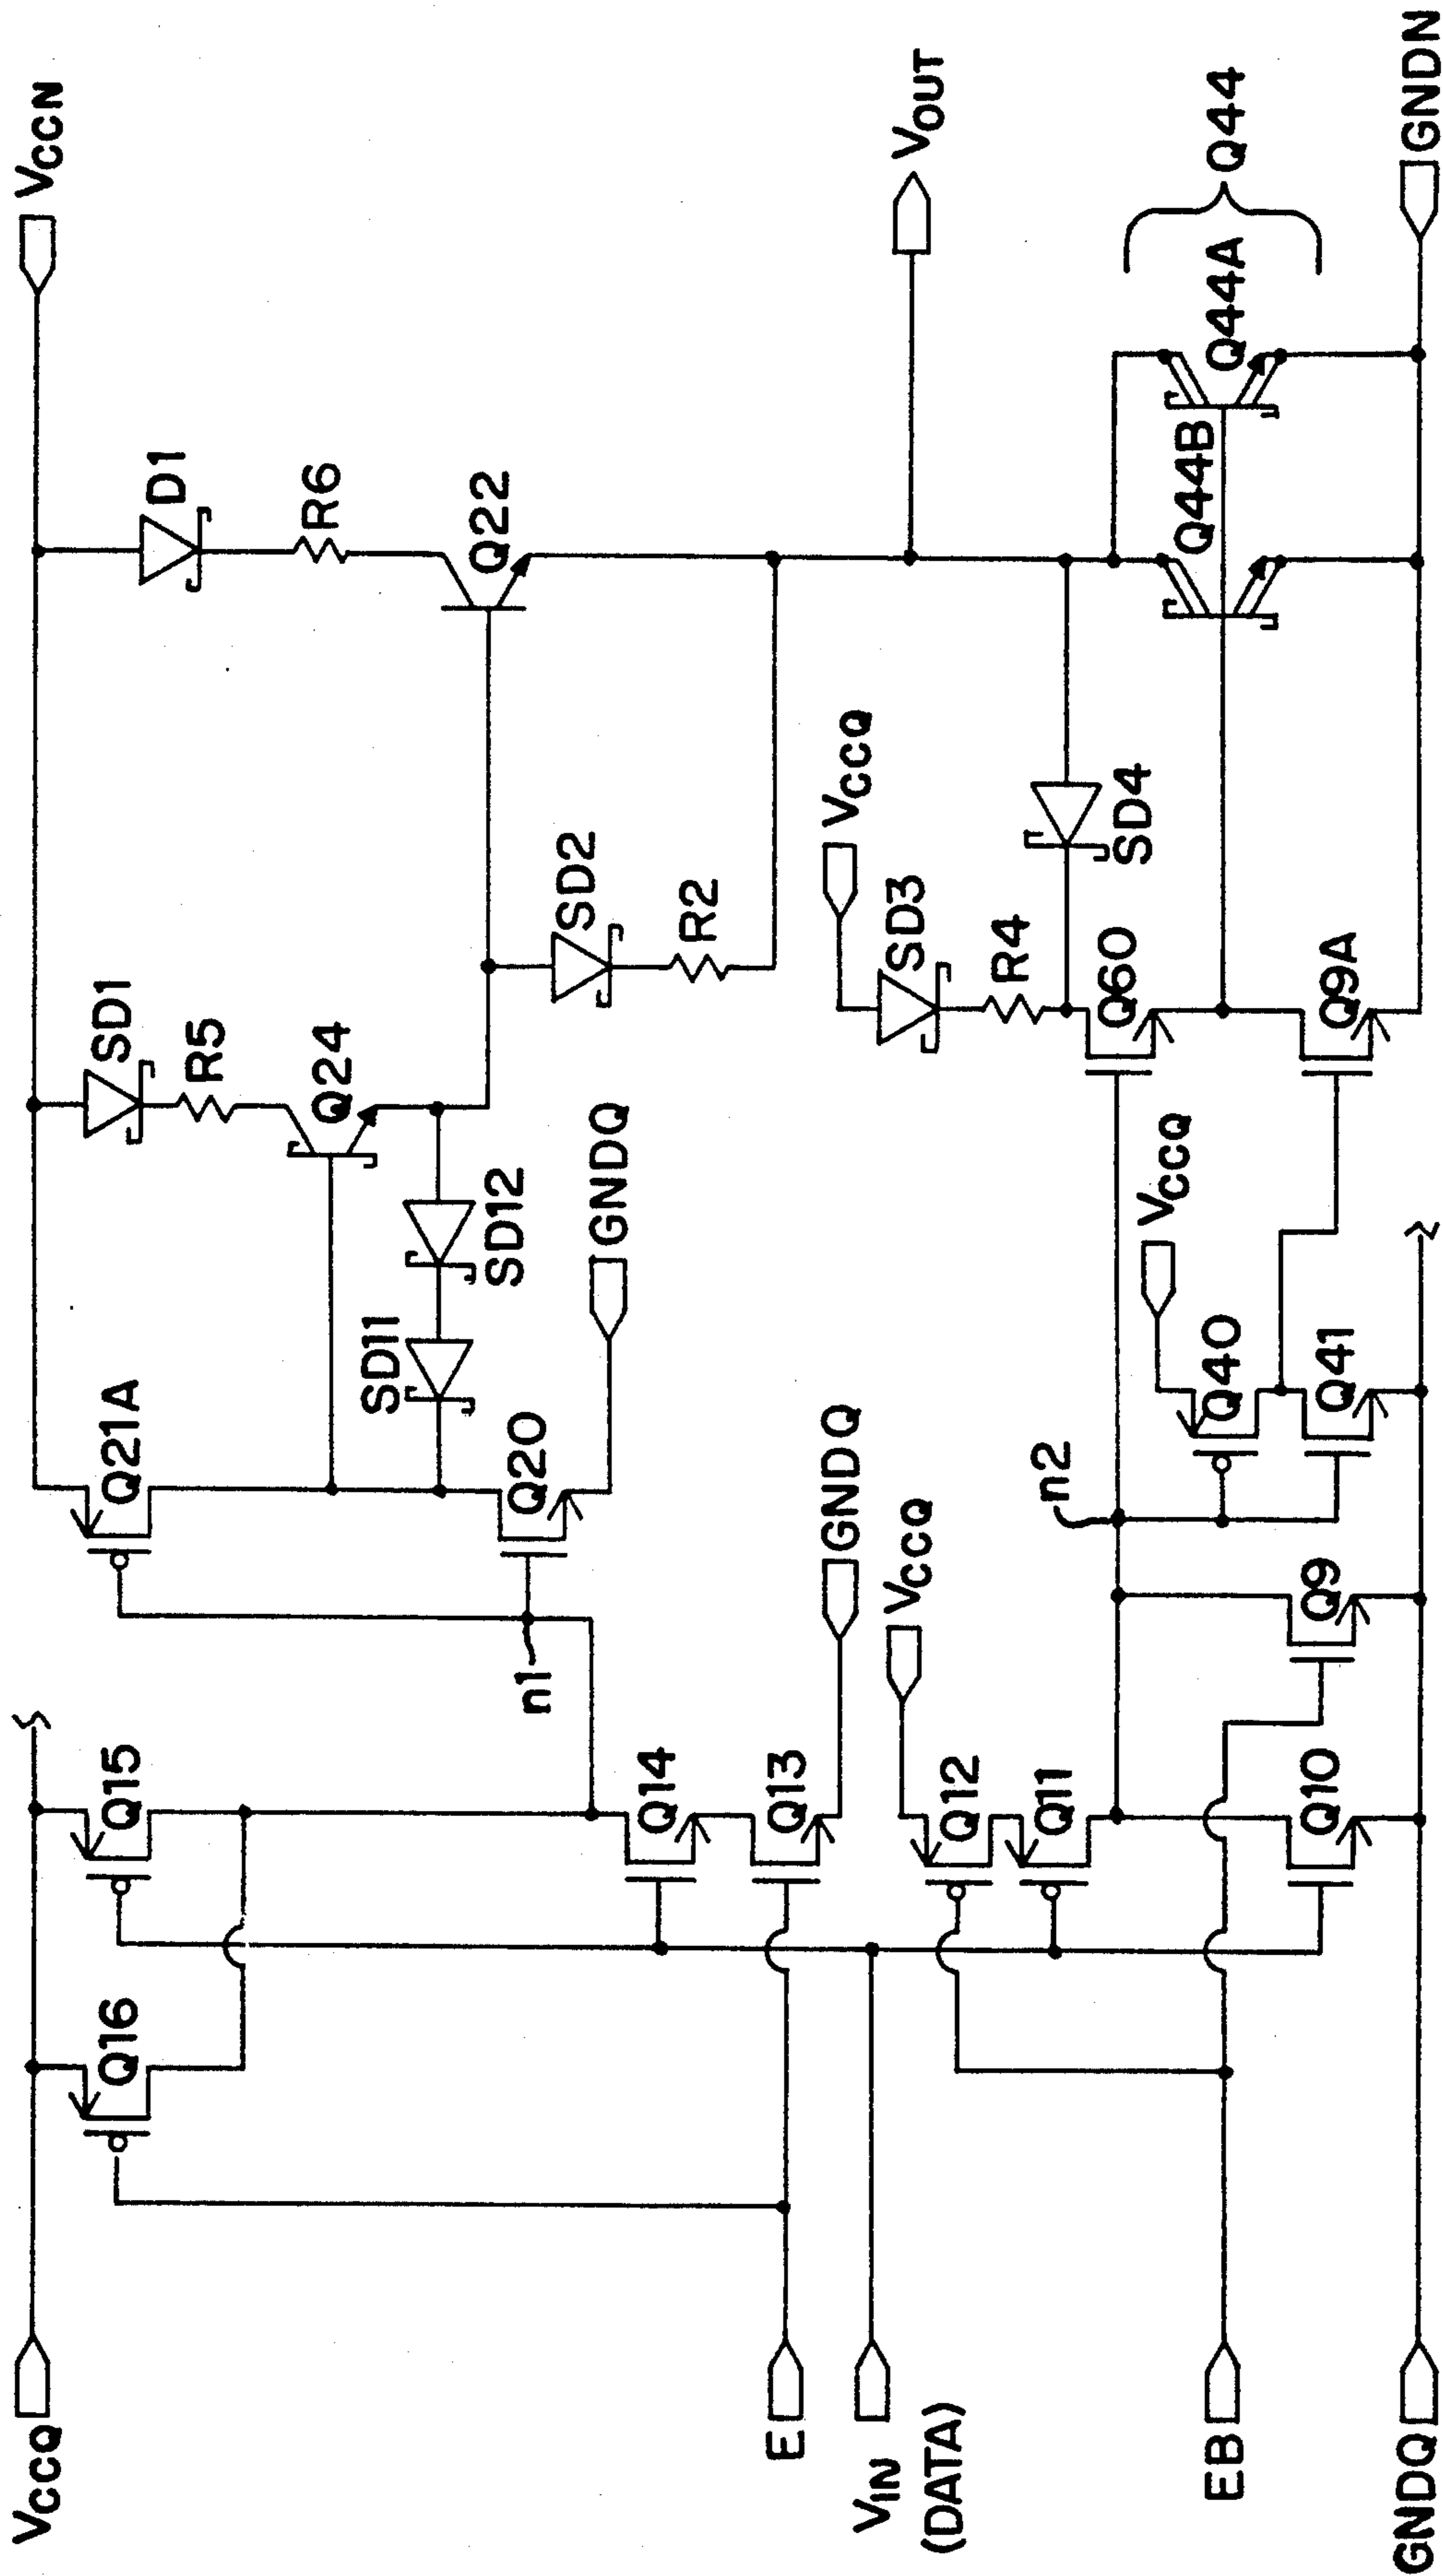 VCCQ
VCCN
Q16
Q15
Q21A
SD1
R5
Q24
D1
R6
Q22
n1
Q20
SD11
SD12
GNDQ
SD2
R2
Q14
Q13
GNDQ
E
VIN
(DATA)
VCCQ
Q12
Q11
VCCQ
SD3
R4
SD4
VOUT
n2
Q60
VCCQ
Q40
Q41
Q9A
Q44B
Q44A
Q44
EB
Q10
Q9
GNDQ
GNDN